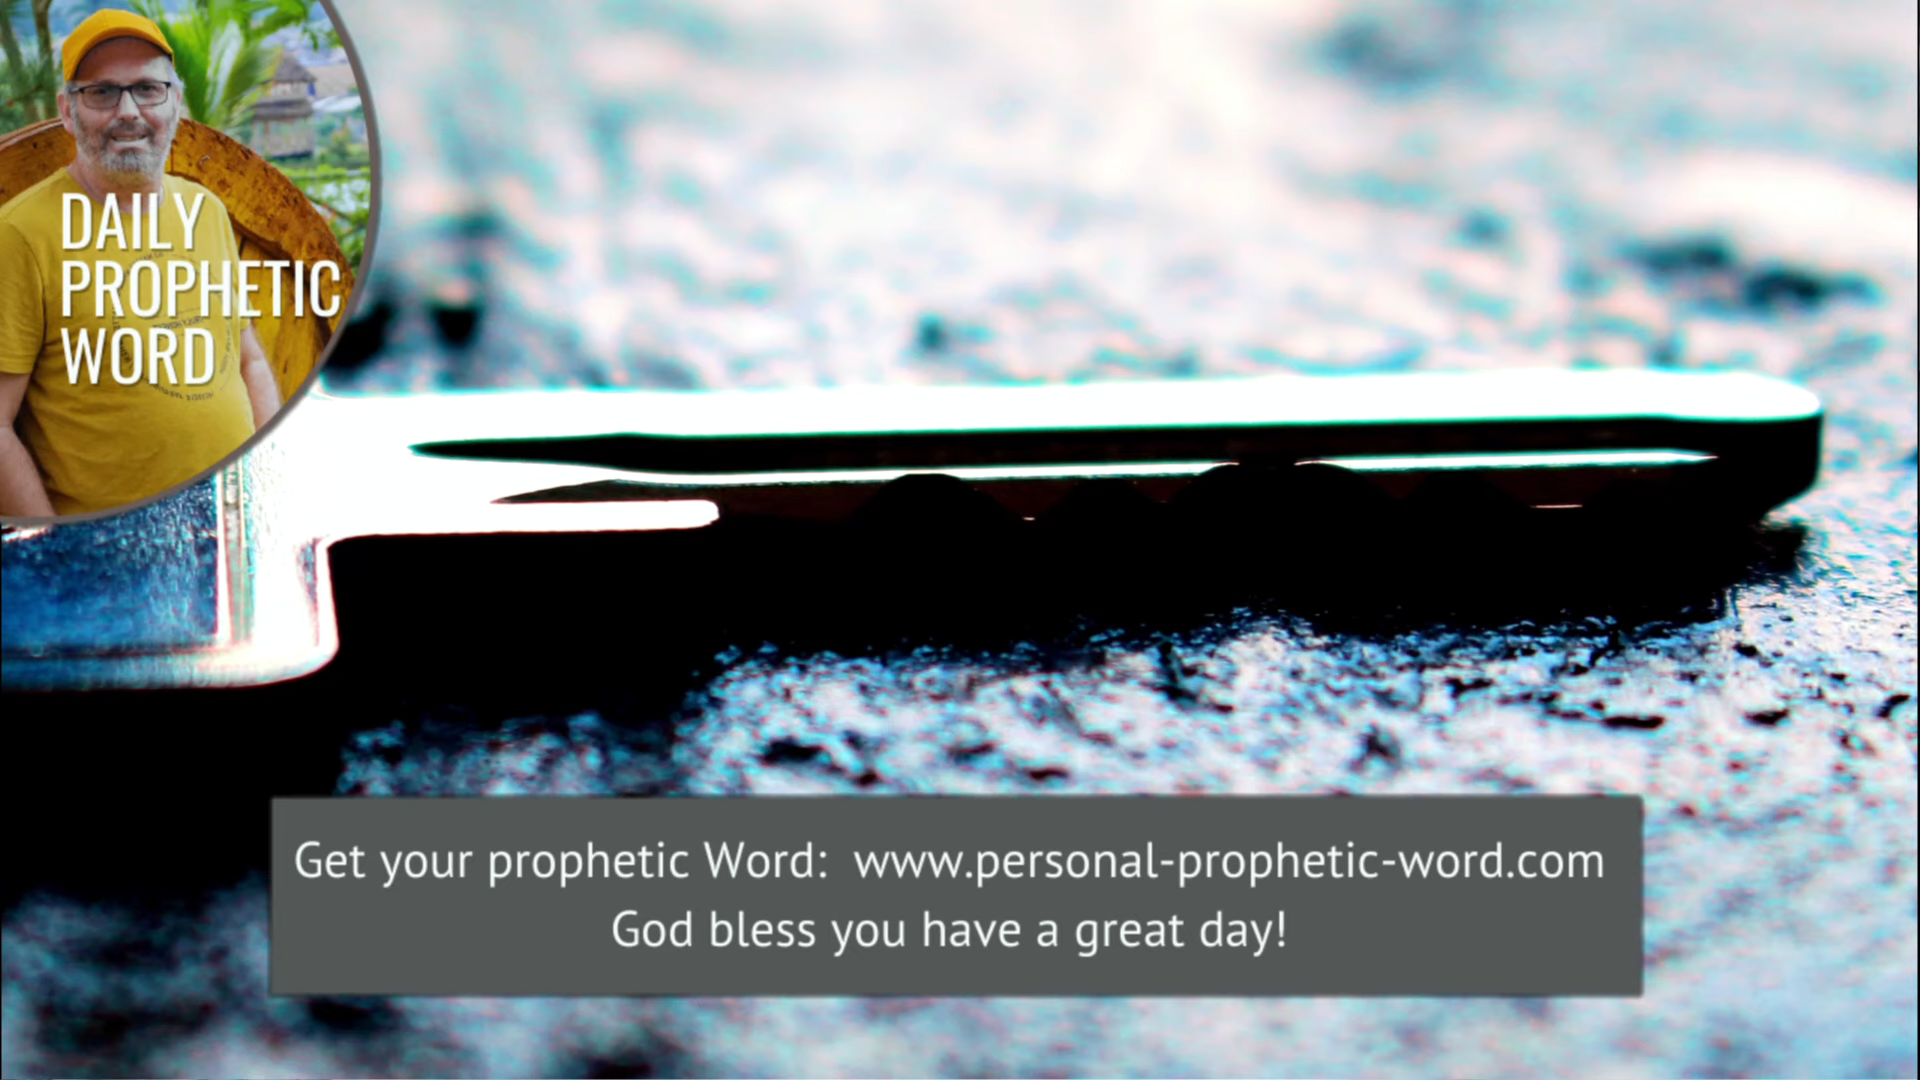 DAILY
PROPHETIC
WORD
Get your prophetic Word:  www.personal-prophetic-word.com
God bless you have a great day!